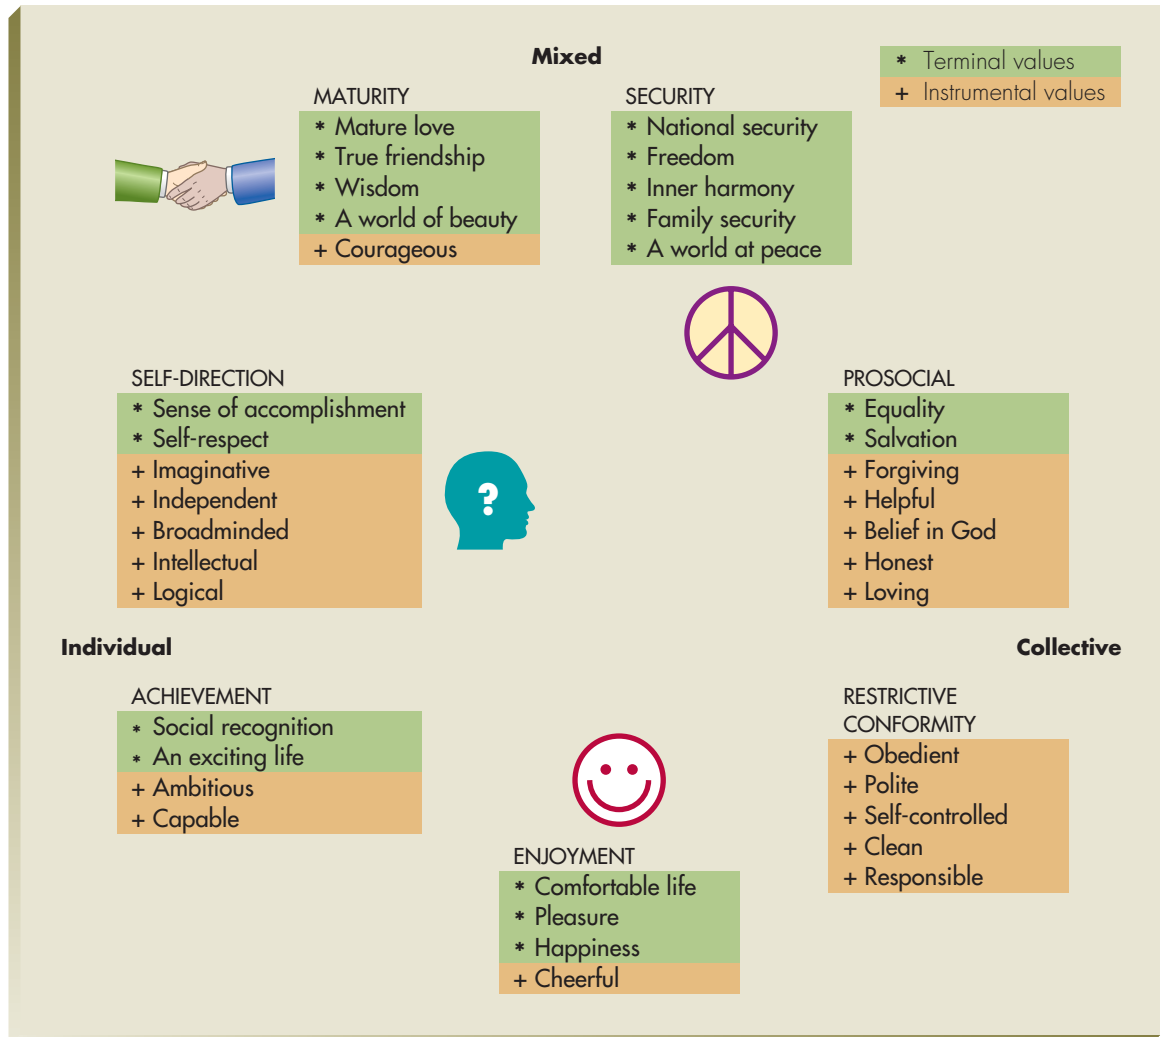 Mixed
* Terminal values
+ Instrumental values
MATURITY
* Mature love
* True friendship
* Wisdom
* A world of beauty
+ Courageous
SECURITY
* National security
* Freedom
* Inner harmony
* Family security
* A world at peace
SELF-DIRECTION
* Sense of accomplishment
* Self-respect
+ Imaginative
+ Independent
+ Broadminded
+ Intellectual
+ Logical
?
PROSOCIAL
* Equality
* Salvation
+ Forgiving
+ Helpful
+ Belief in God
+ Honest
+ Loving
Individual
Collective
ACHIEVEMENT
* Social recognition
* An exciting life
+ Ambitious
+ Capable
ENJOYMENT
* Comfortable life
* Pleasure
* Happiness
+ Cheerful
RESTRICTIVE
CONFORMITY
+ Obedient
+ Polite
+ Self-controlled
+ Clean
+ Responsible